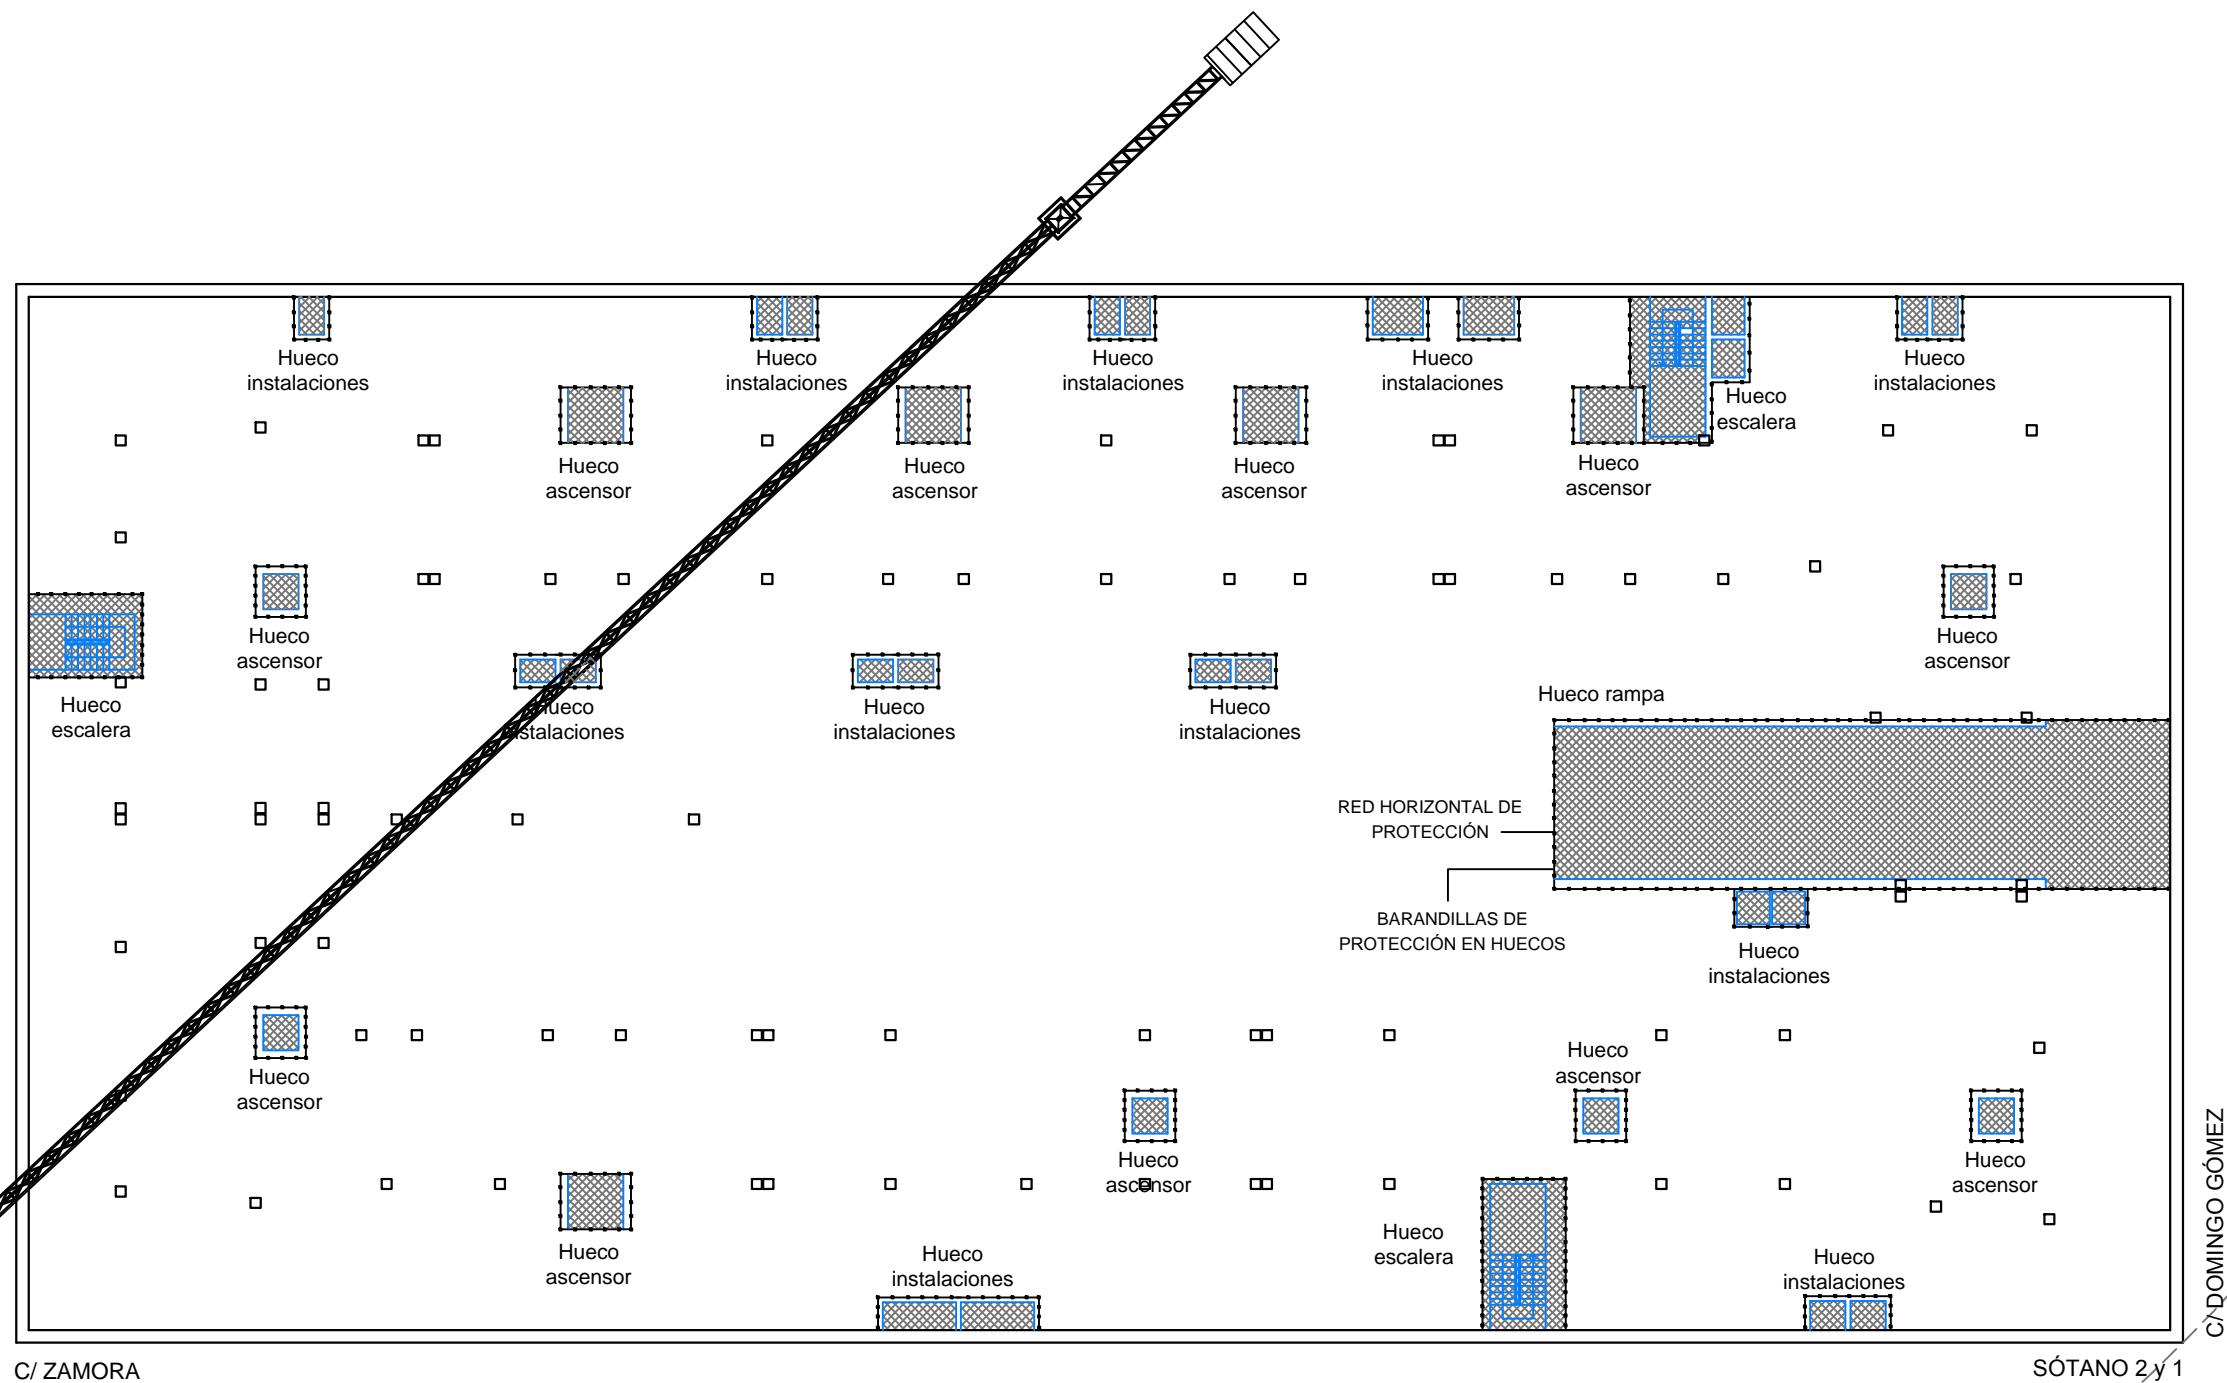 Hueco
instalaciones
Hueco
instalaciones
Hueco
instalaciones
Hueco
instalaciones
Hueco
instalaciones
Hueco
escalera
Hueco
ascensor
Hueco
ascensor
Hueco
ascensor
Hueco
ascensor
Hueco
ascensor
Hueco
ascensor
Hueco
escalera
Hueco
instalaciones
Hueco
instalaciones
Hueco
instalaciones
Hueco rampa
RED HORIZONTAL DE
PROTECCIÓN
BARANDILLAS DE
PROTECCIÓN EN HUECOS
Hueco
instalaciones
Hueco
ascensor
Hueco
ascensor
Hueco
ascensor
Hueco
ascensor
Hueco
ascensor
Hueco
escalera
Hueco
instalaciones
Hueco
instalaciones
C/ DOMINGO GÓMEZ
C/ ZAMORA
SÓTANO 2 y 1